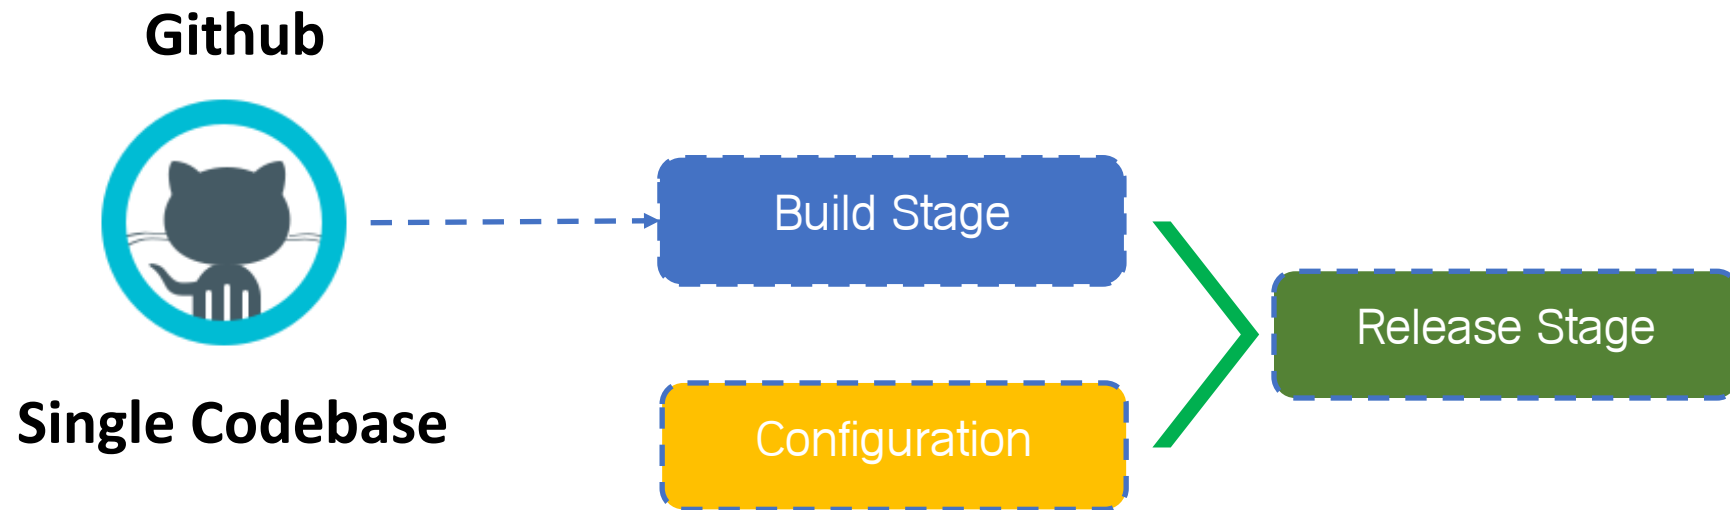 Github
Single Codebase
Build Stage
Configuration
Release Stage